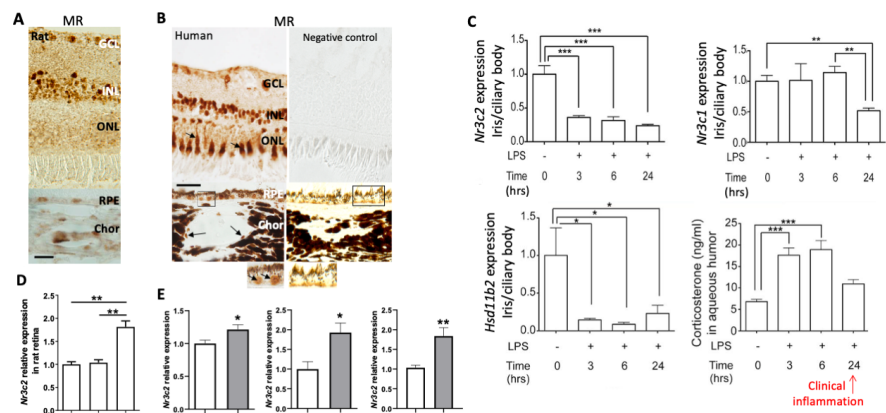 A
MR
Rat
GCL
INL
ONL
RPE
Chor
B
MR
Human
Negative control
GCL
INL
ONL
RPE
Chor
C
Nr3c2 expression
Iris/ciliary body
1.5
1.0
0.5
0.0
***
***
***
LPS - + + +
Time 0 3 6 24
(hrs)
Nr3c1 expression
Iris/ciliary body
1.5
1.0
0.5
0.0
**
**
LPS - + + +
Time 0 3 6 24
(hrs)
Hsd11b2 expression
Iris/ciliary body
1.5
1.0
0.5
0.0
*
*
*
LPS - + + +
Time 0 3 6 24
(hrs)
Corticosterone (ng/ml)
in aqueous humor
25
20
15
10
5
0
***
***
LPS - + + +
Time 0 3 6 24
(hrs)
Clinical
inflammation
D
Nr3c2 relative expression
in rat retina
2.0
1.5
1.0
0.5
0.0
**
**
E
Nr3c2 relative expression
1.5
1.0
0.5
0.0
*
Nr3c2 relative expression
2.5
2.0
1.5
1.0
0.5
0.0
*
Nr3c2 relative expression
2.5
2.0
1.5
1.0
0.5
0.0
**